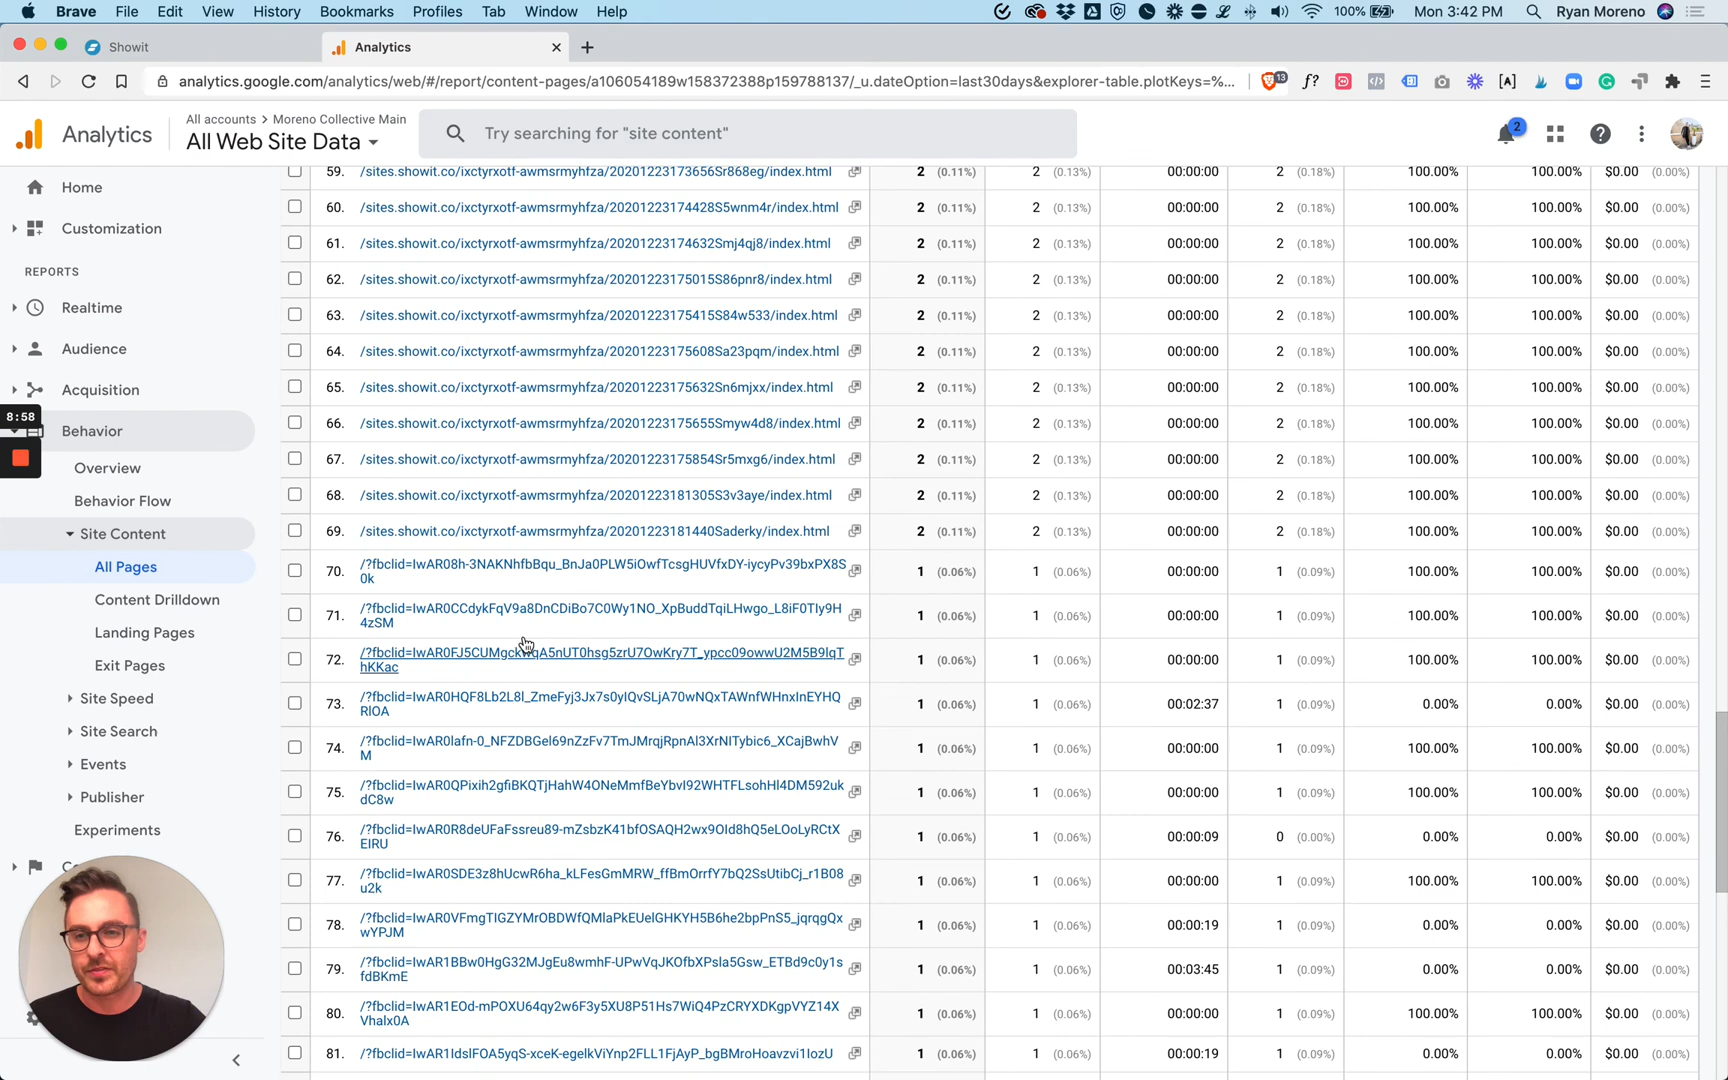 Brave File Edit View History Bookmarks Profiles Tab Window Help 100% Mon 3:42 PM Ryan Moreno
Showit Analytics
analytics.google.com/analytics/web/#/report/content-pages/a106054189w158372388p159788137/_u.dateOption=last30days&explorer-table.plotKeys=%... 13 f? [A]
Analytics
All accounts > Moreno Collective Main
All Web Site Data
Try searching for "site content"
2
Home
Customization
REPORTS
Realtime
Audience
Acquisition
8:58
Behavior
Overview
Behavior Flow
Site Content
All Pages
Content Drilldown
Landing Pages
Exit Pages
Site Speed
Site Search
Events
Publisher
Experiments
59. /sites.showit.co/ixctyrxotf-awmsrmyhfza/20201223173656Sr868eg/index.html 2 (0.11%) 2 (0.13%) 00:00:00 2 (0.18%) 100.00% 100.00% $0.00 (0.00%)
60. /sites.showit.co/ixctyrxotf-awmsrmyhfza/20201223174428S5wnm4r/index.html 2 (0.11%) 2 (0.13%) 00:00:00 2 (0.18%) 100.00% 100.00% $0.00 (0.00%)
61. /sites.showit.co/ixctyrxotf-awmsrmyhfza/20201223174632Smj4qj8/index.html 2 (0.11%) 2 (0.13%) 00:00:00 2 (0.18%) 100.00% 100.00% $0.00 (0.00%)
62. /sites.showit.co/ixctyrxotf-awmsrmyhfza/20201223175015S86pnr8/index.html 2 (0.11%) 2 (0.13%) 00:00:00 2 (0.18%) 100.00% 100.00% $0.00 (0.00%)
63. /sites.showit.co/ixctyrxotf-awmsrmyhfza/20201223175415S84w533/index.html 2 (0.11%) 2 (0.13%) 00:00:00 2 (0.18%) 100.00% 100.00% $0.00 (0.00%)
64. /sites.showit.co/ixctyrxotf-awmsrmyhfza/20201223175608Sa23pqm/index.html 2 (0.11%) 2 (0.13%) 00:00:00 2 (0.18%) 100.00% 100.00% $0.00 (0.00%)
65. /sites.showit.co/ixctyrxotf-awmsrmyhfza/20201223175632Sn6mjxx/index.html 2 (0.11%) 2 (0.13%) 00:00:00 2 (0.18%) 100.00% 100.00% $0.00 (0.00%)
66. /sites.showit.co/ixctyrxotf-awmsrmyhfza/20201223175655Smyw4d8/index.html 2 (0.11%) 2 (0.13%) 00:00:00 2 (0.18%) 100.00% 100.00% $0.00 (0.00%)
67. /sites.showit.co/ixctyrxotf-awmsrmyhfza/20201223175854Sr5mxg6/index.html 2 (0.11%) 2 (0.13%) 00:00:00 2 (0.18%) 100.00% 100.00% $0.00 (0.00%)
68. /sites.showit.co/ixctyrxotf-awmsrmyhfza/20201223181305S3v3aye/index.html 2 (0.11%) 2 (0.13%) 00:00:00 2 (0.18%) 100.00% 100.00% $0.00 (0.00%)
69. /sites.showit.co/ixctyrxotf-awmsrmyhfza/20201223181440Saderky/index.html 2 (0.11%) 2 (0.13%) 00:00:00 2 (0.18%) 100.00% 100.00% $0.00 (0.00%)
70. /?fbclid=IwAR08h-3NAKNhfbBqu_BnJa0PLW5iOwfTcsgHUVfxDY-iycyPv39bxPX8S 1 (0.06%) 1 (0.06%) 00:00:00 1 (0.09%) 100.00% 100.00% $0.00 (0.00%)
0k
71. /?fbclid=IwAR0CCdykFqV9a8DnCDiBo7C0Wy1NO_XpBuddTqiLHwgo_L8iF0TIy9H 1 (0.06%) 1 (0.06%) 00:00:00 1 (0.09%) 100.00% 100.00% $0.00 (0.00%)
4zSM
72. 1 (0.06%) 1 (0.06%) 00:00:00 1 (0.09%) 100.00% 100.00% $0.00 (0.00%)
hKKac
73. /?fbclid=IwAR0HQF8Lb2L8l_ZmeFyj3Jx7s0yIQvSLjA70wNQxTAWnfWHnxInEYHQ 1 (0.06%) 1 (0.06%) 00:02:37 1 (0.09%) 0.00% 0.00% $0.00 (0.00%)
RlOA
74. /?fbclid=IwAR0lafn-0_NFZDBGel69nZzFv7TmJMrqjRpnAl3XrNITybic6_XCajBwhV 1 (0.06%) 1 (0.06%) 00:00:00 1 (0.09%) 100.00% 100.00% $0.00 (0.00%)
M
75. /?fbclid=IwAR0QPixih2gfiBKQTjHahW4ONeMmfBeYbvI92WHTFLsohHl4DM592uk 1 (0.06%) 1 (0.06%) 00:00:00 1 (0.09%) 100.00% 100.00% $0.00 (0.00%)
dC8w
76. /?fbclid=IwAR0R8deUFaFssreu89-mZsbzK41bfOSAQH2wx9OId8hQ5eLOoLyRCtX 1 (0.06%) 1 (0.06%) 00:00:09 0 (0.00%) 0.00% 0.00% $0.00 (0.00%)
EIRU
77. /?fbclid=IwAR0SDE3z8hUcwR6ha_kLFesGmMRW_ffBmOrrfY7bQ2SsUtibCj_r1B08 1 (0.06%) 1 (0.06%) 00:00:00 1 (0.09%) 100.00% 100.00% $0.00 (0.00%)
u2k
78. /?fbclid=IwAR0VFmgTIGZYMrOBDWfQMlaPkEUelGHKYH5B6he2bpPnS5_jqrqgQx 1 (0.06%) 1 (0.06%) 00:00:19 1 (0.09%) 0.00% 0.00% $0.00 (0.00%)
wYPJM
79. /?fbclid=IwAR1BBw0HgG32MJgEu8wmhF-UPwVqJKOfbXPsla5Gsw_ETBd9c0y1s 1 (0.06%) 1 (0.06%) 00:03:45 1 (0.09%) 0.00% 0.00% $0.00 (0.00%)
fdBKmE
80. /?fbclid=IwAR1EOd-mPOXU64qy2w6F3y5XU8P51Hs7WiQ4PzCRYXDKgpVYZ14X 1 (0.06%) 1 (0.06%) 00:00:00 1 (0.09%) 100.00% 100.00% $0.00 (0.00%)
Vhalx0A
81. /?fbclid=IwAR1IdslFOA5yqS-xceK-egelkViYnp2FLL1FjAyP_bgBMroHoavzvi1IozU 1 (0.06%) 1 (0.06%) 00:00:19 1 (0.09%) 0.00% 0.00% $0.00 (0.00%)